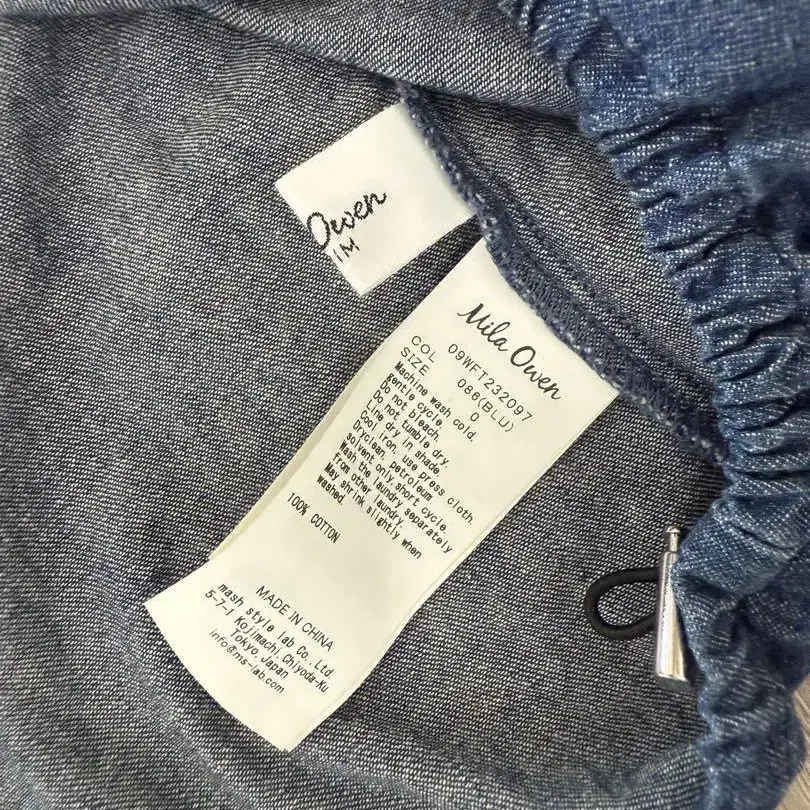 Owen
Mila Owen
09WFT232097
COL 086(BLU)
SIZE 0
Machine wash cold.
gentle cycle.
Do not bleach.
Do not tumble dry.
Line dry in shade.
Cool iron, use press cloth.
Dryclean, petroleum
solvent only,short cycle.
Wash the laundry separately
from other laundry.
May shrink slightly when
washed.
100% COTTON
MADE IN CHINA
mash style lab Co.,Ltd.
5-7-1 Kojimachi,Chiyoda-Ku
Tokyo,Japan
info@ms-lab.com